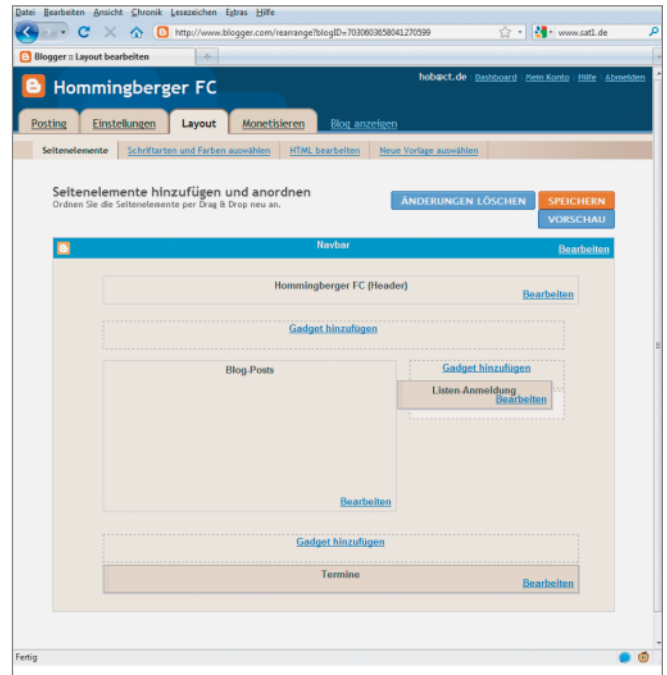 Datei Bearbeiten Ansicht Chronik Lesezeichen Extras Hilfe
http://www.blogger.com/rearrange?blogID=7030603658041270599 www.sat1.de
Blogger :: Layout bearbeiten
Hommingberger FC
hob@ct.de Dashboard Mein Konto Hilfe Abmelden
Posting Einstellungen Layout Monetisieren Blog anzeigen
Seitenelemente Schriftarten und Farben auswählen HTML bearbeiten Neue Vorlage auswählen
Seitenelemente hinzufügen und anordnen
Ordnen Sie die Seitenelemente per Drag & Drop neu an.
ÄNDERUNGEN LÖSCHEN SPEICHERN
VORSCHAU
Navbar
Bearbeiten
Hommingberger FC (Header)
Bearbeiten
Gadget hinzufügen
Blog-Posts
Bearbeiten
Gadget hinzufügen
Listen-Anmeldung
Bearbeiten
Gadget hinzufügen
Termine
Bearbeiten
Fertig